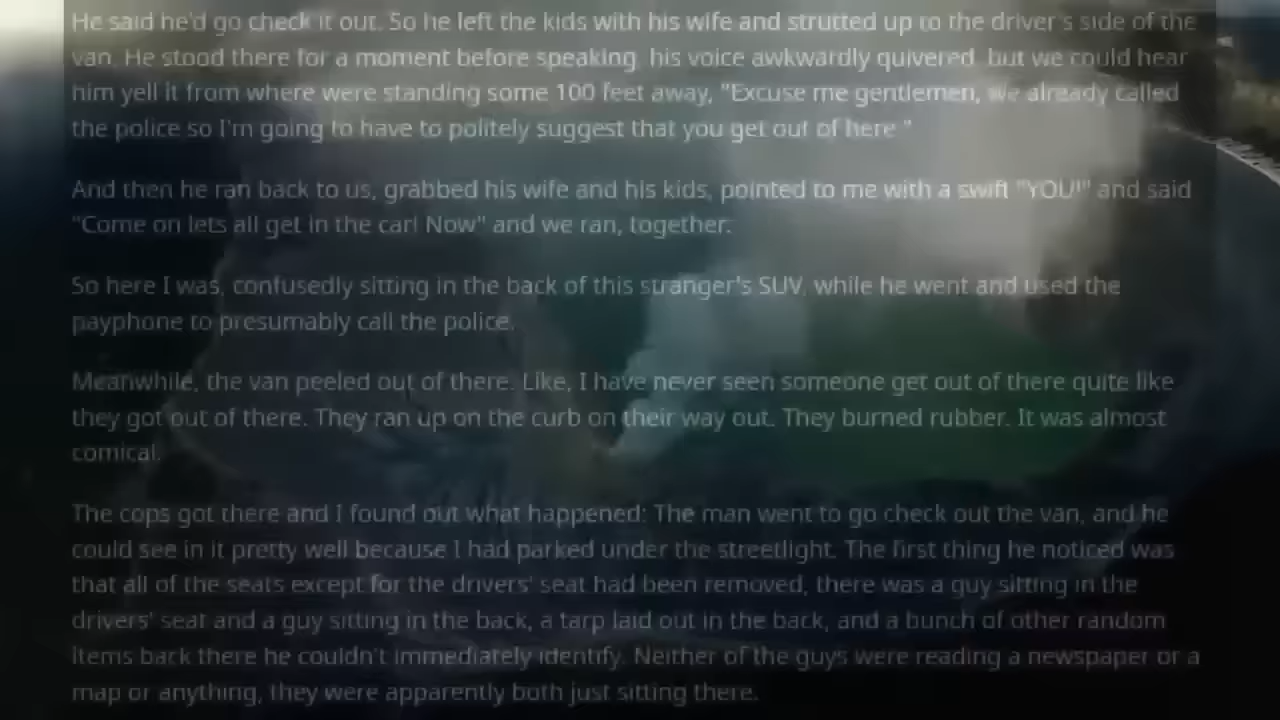 He said he'd go check it out. So he left the kids with his wife and strutted up to the driver's side of the
van. He stood there for a moment before speaking, his voice awkwardly quivered, but we could hear
him yell it from where were standing some 100 feet away, "Excuse me gentlemen, we already called
the police so I'm going to have to politely suggest that you get out of here."
And then he ran back to us, grabbed his wife and his kids, pointed to me with a swift "YOU!" and said
"Come on lets all get in the car! Now" and we ran, together.
So here I was, confusedly sitting in the back of this stranger's SUV, while he went and used the
payphone to presumably call the police.
Meanwhile, the van peeled out of there. Like, I have never seen someone get out of there quite like
they got out of there. They ran up on the curb on their way out. They burned rubber. It was almost
comical.
The cops got there and I found out what happened: The man went to go check out the van, and he
could see in it pretty well because I had parked under the streetlight. The first thing he noticed was
that all of the seats except for the drivers' seat had been removed, there was a guy sitting in the
drivers' seat and a guy sitting in the back, a tarp laid out in the back, and a bunch of other random
items back there he couldn't immediately identify. Neither of the guys were reading a newspaper or a
map or anything, they were apparently both just sitting there.